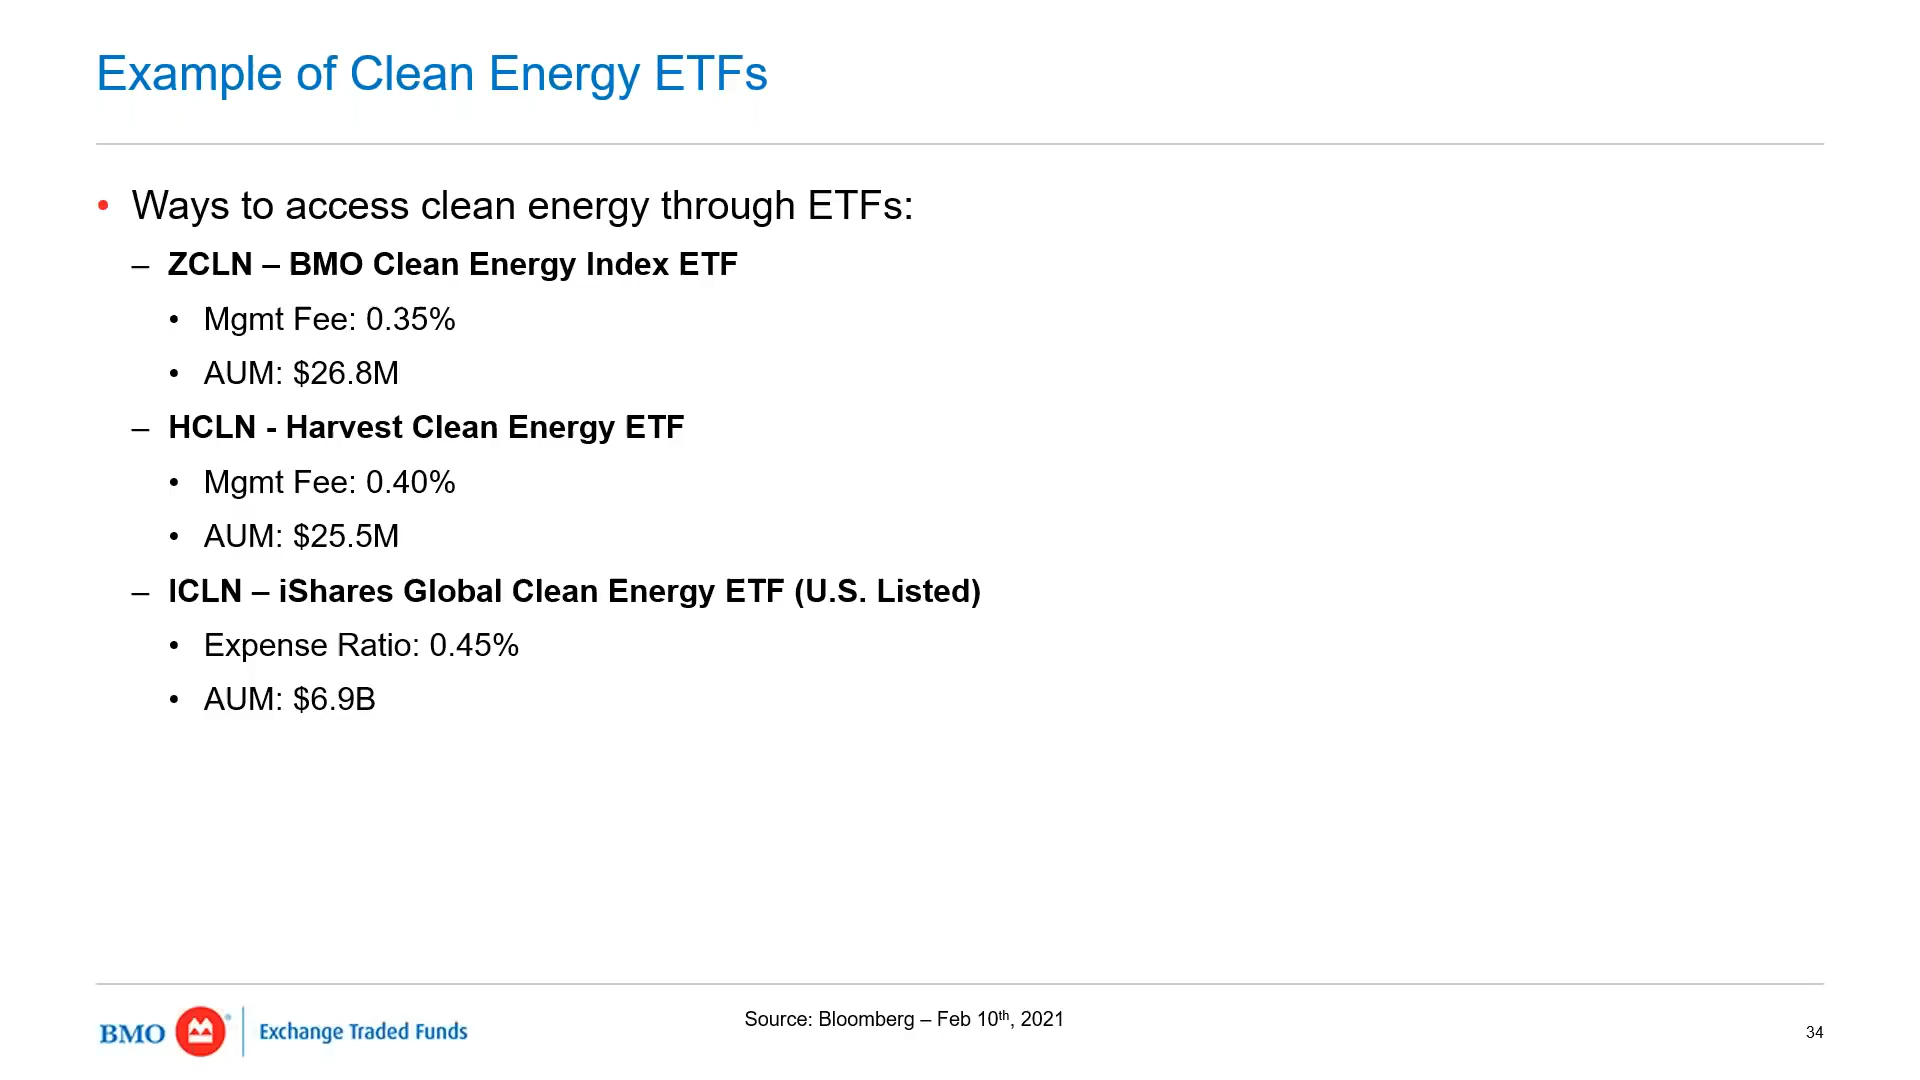 Example of Clean Energy ETFs
• Ways to access clean energy through ETFs:
– ZCLN – BMO Clean Energy Index ETF
• Mgmt Fee: 0.35%
• AUM: $26.8M
– HCLN - Harvest Clean Energy ETF
• Mgmt Fee: 0.40%
• AUM: $25.5M
– ICLN – iShares Global Clean Energy ETF (U.S. Listed)
• Expense Ratio: 0.45%
• AUM: $6.9B
BMO ® Exchange Traded Funds
Source: Bloomberg – Feb 10th, 2021
34